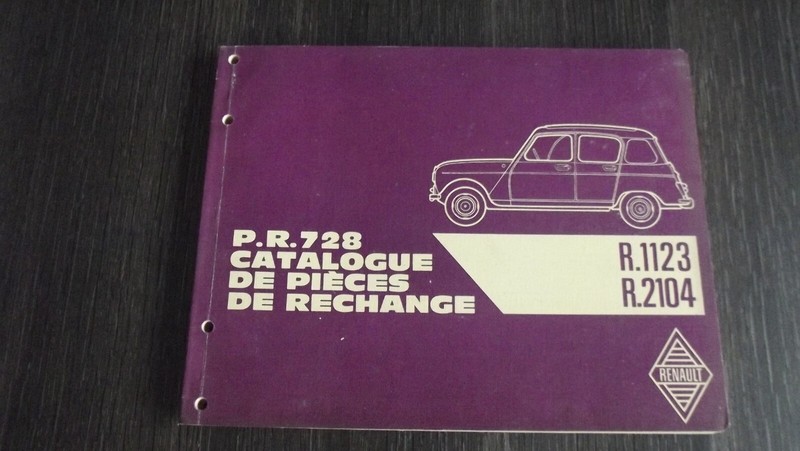 P.R.728
CATALOGUE
DE PIÈCES
DE RECHANGE
R.1123
R.2104
RENAULT